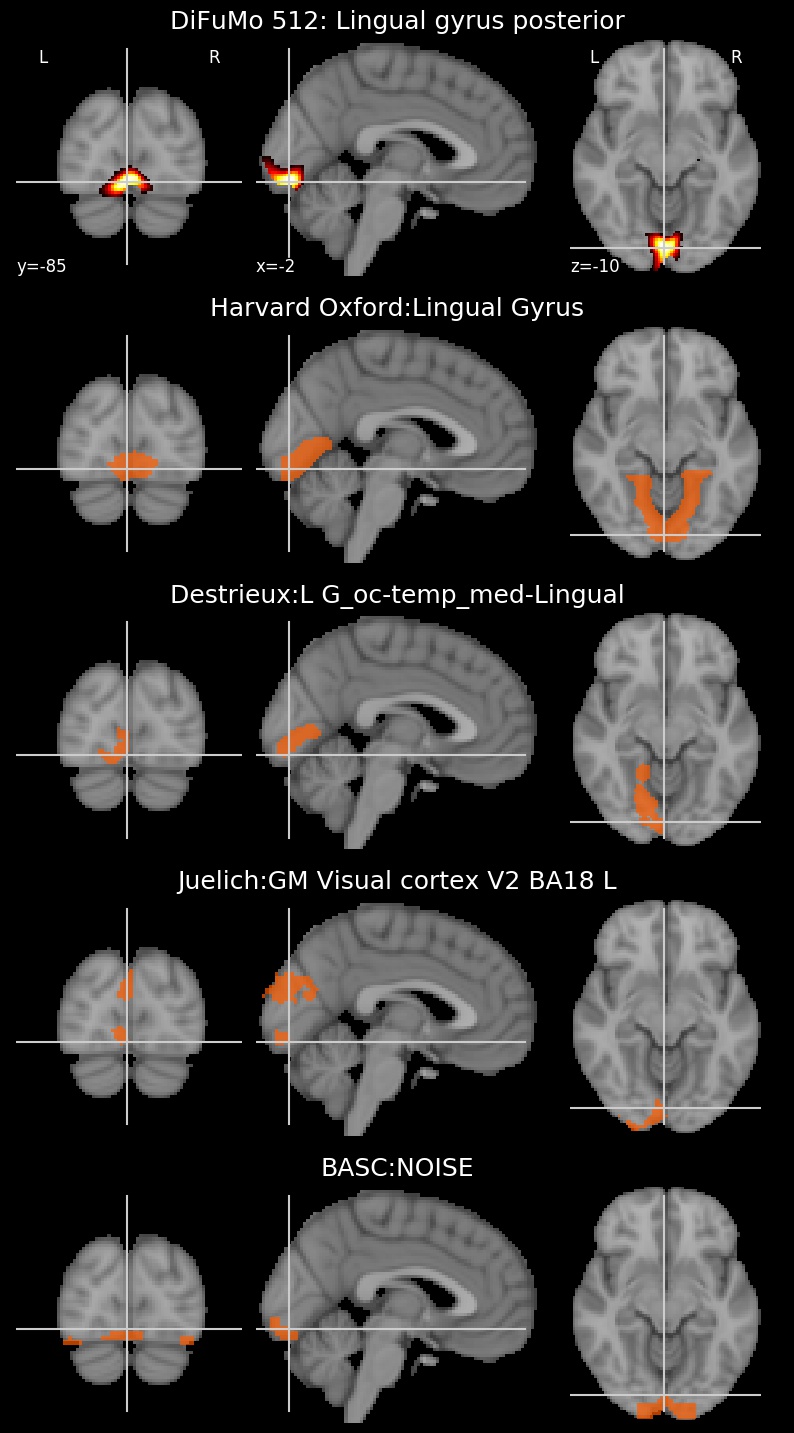 DiFuMo 512: Lingual gyrus posterior
L R L R
y=-85 x=-2 z=-10
Harvard Oxford:Lingual Gyrus
Destrieux:L G_oc-temp_med-Lingual
Juelich:GM Visual cortex V2 BA18 L
BASC:NOISE